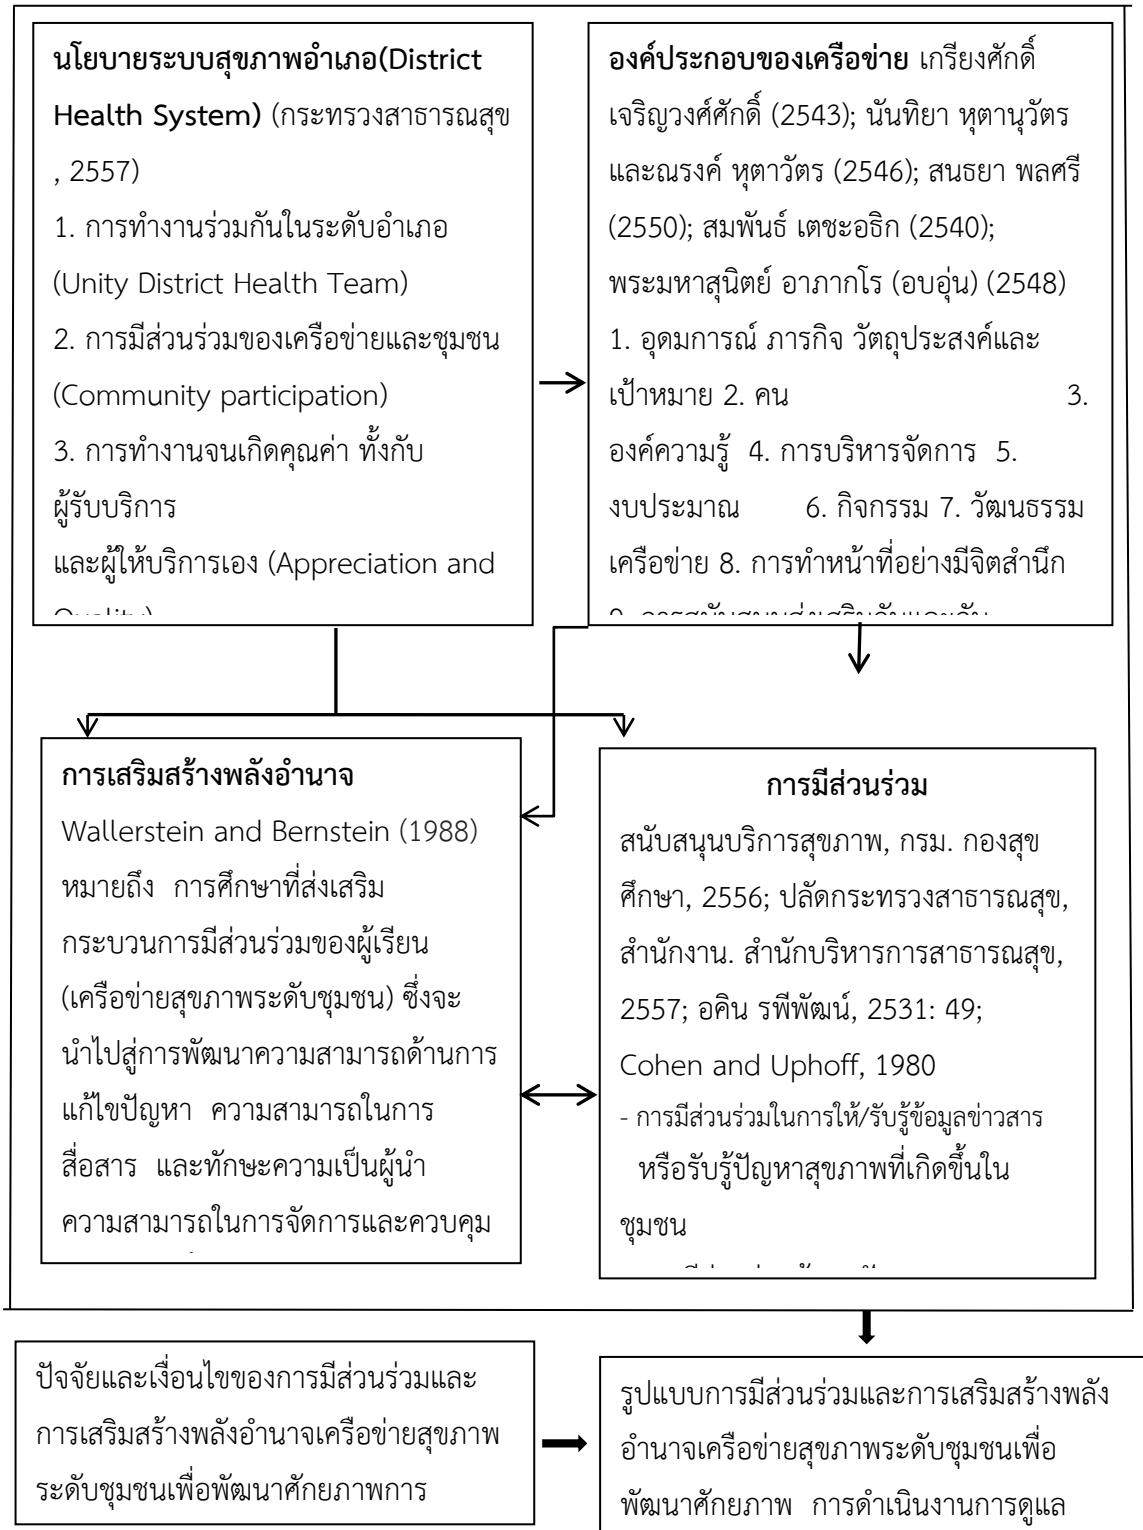 นโยบายระบบสุขภาพอำเภอ(District
Health System) (กระทรวงสาธารณสุข
, 2557)
1. การทำงานร่วมกันในระดับอำเภอ
(Unity District Health Team)
2. การมีส่วนร่วมของเครือข่ายและชุมชน
(Community participation)
3. การทำงานจนเกิดคุณค่า ทั้งกับ
ผู้รับบริการ
และผู้ให้บริการเอง (Appreciation and
องค์ประกอบของเครือข่าย เกรียงศักดิ์
เจริญวงศ์ศักดิ์ (2543); นันทิยา หุตานุวัตร
และณรงค์ หุตาวัตร (2546); สนธยา พลศรี
(2550); สมพันธ์ เตชะอธิก (2540);
พระมหาสุนิตย์ อาภากโร (อบอุ่น) (2548)
1. อุดมการณ์ ภารกิจ วัตถุประสงค์และ
เป้าหมาย 2. คน 3.
องค์ความรู้ 4. การบริหารจัดการ 5.
งบประมาณ 6. กิจกรรม 7. วัฒนธรรม
เครือข่าย 8. การทำหน้าที่อย่างมีจิตสำนึก
การเสริมสร้างพลังอำนาจ
Wallerstein and Bernstein (1988)
หมายถึง การศึกษาที่ส่งเสริม
กระบวนการมีส่วนร่วมของผู้เรียน
(เครือข่ายสุขภาพระดับชุมชน) ซึ่งจะ
นำไปสู่การพัฒนาความสามารถด้านการ
แก้ไขปัญหา ความสามารถในการ
สื่อสาร และทักษะความเป็นผู้นำ
ความสามารถในการจัดการและควบคุม
การมีส่วนร่วม
สนับสนุนบริการสุขภาพ, กรม. กองสุข
ศึกษา, 2556; ปลัดกระทรวงสาธารณสุข,
สำนักงาน. สำนักบริหารการสาธารณสุข,
2557; อคิน รพีพัฒน์, 2531: 49;
Cohen and Uphoff, 1980
- การมีส่วนร่วมในการให้/รับรู้ข้อมูลข่าวสาร
หรือรับรู้ปัญหาสุขภาพที่เกิดขึ้นใน
ชุมชน
ปัจจัยและเงื่อนไขของการมีส่วนร่วมและ
การเสริมสร้างพลังอำนาจเครือข่ายสุขภาพ
ระดับชุมชนเพื่อพัฒนาศักยภาพการ
รูปแบบการมีส่วนร่วมและการเสริมสร้างพลัง
อำนาจเครือข่ายสุขภาพระดับชุมชนเพื่อ
พัฒนาศักยภาพ การดำเนินงานการดูแล